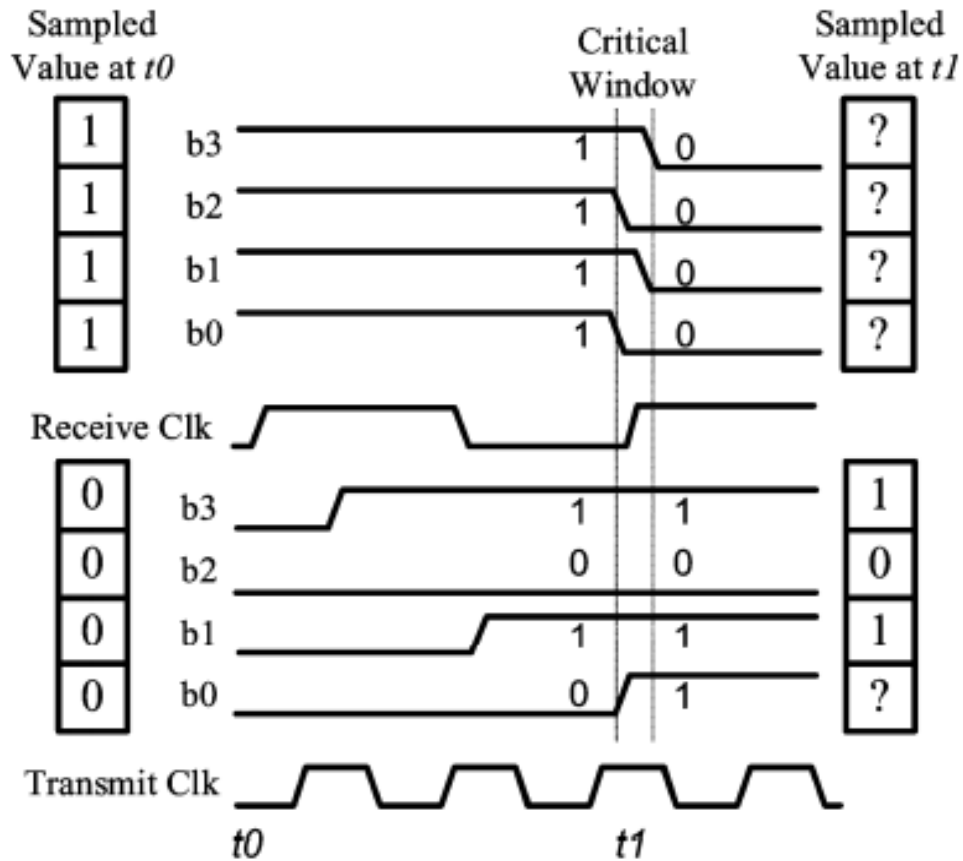 Sampled
Value at t0
Critical
Window
Sampled
Value at t1
1 b3 1 0 ?
1 b2 1 0 ?
1 b1 1 0 ?
1 b0 1 0 ?
Receive Clk
0 b3 1 1 1
0 b2 0 0 0
0 b1 1 1 1
0 b0 0 1 ?
Transmit Clk
t0 t1